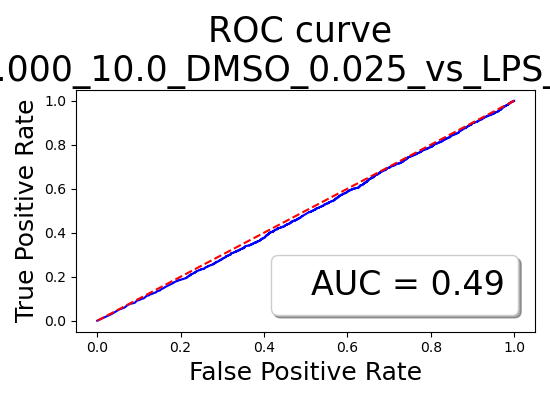 ROC curve
.000_10.0_DMSO_0.025_vs_LPS_
True Positive Rate
1.0
0.8
0.6
0.4
0.2
0.0
AUC = 0.49
0.0 0.2 0.4 0.6 0.8 1.0
False Positive Rate